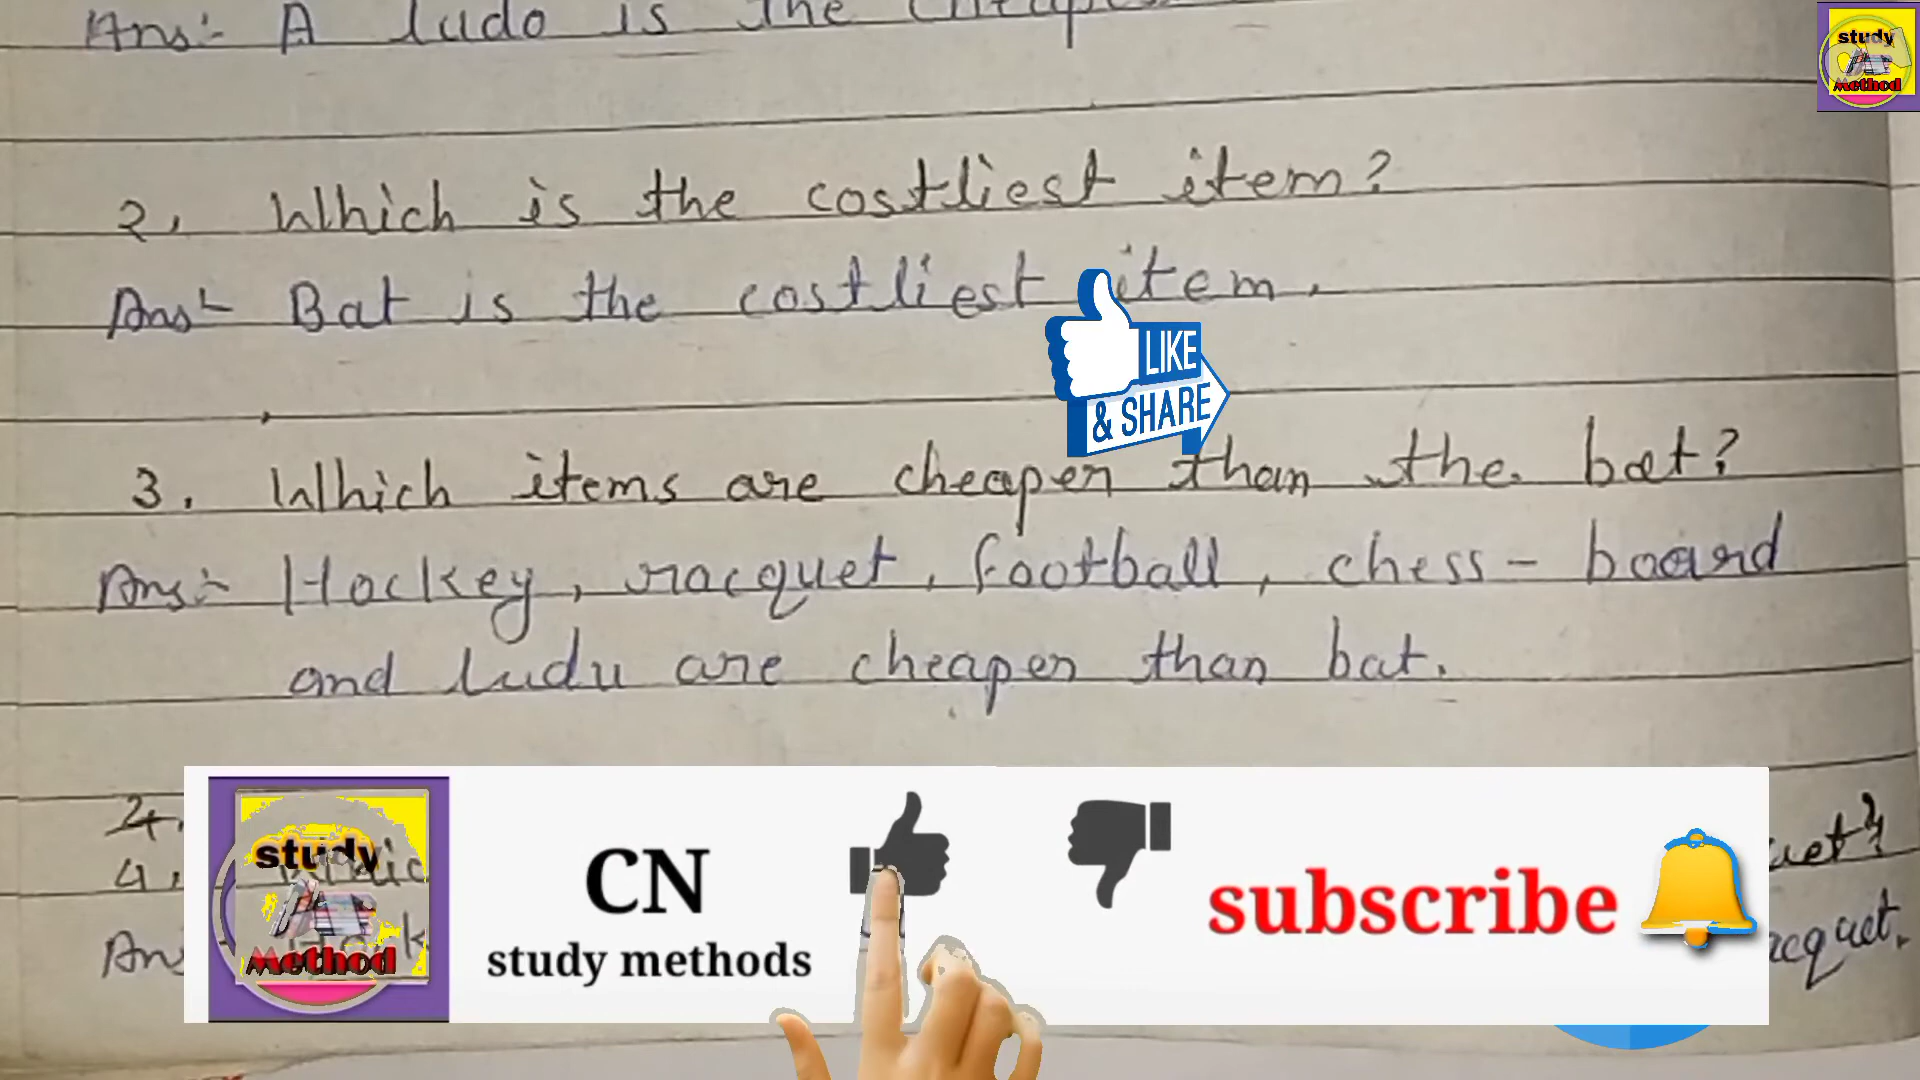 Ans:- A ludo is the
study
Method
2. Which is the costliest item?
Ans:- Bat is the costliest item.
LIKE
& SHARE
3. Which items are cheaper than the bat?
Ans:- Hockey, racquet, football, chess - board
and ludu are cheaper than bat.
4.
study
Method
CN
study methods
subscribe